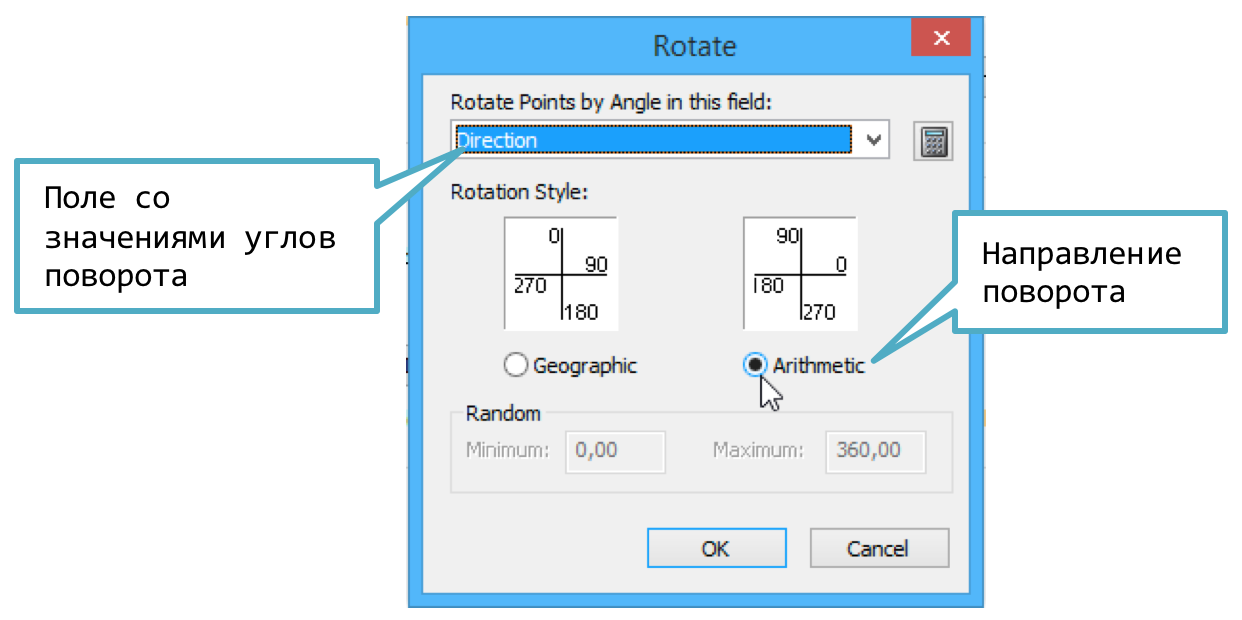 Rotate
Rotate Points by Angle in this field:
Direction
Поле со
значениями углов
поворота
Rotation Style:
0
90
270
180
90
0
180
270
Направление
поворота
Geographic
Arithmetic
Random
Minimum: 0,00 Maximum: 360,00
OK Cancel